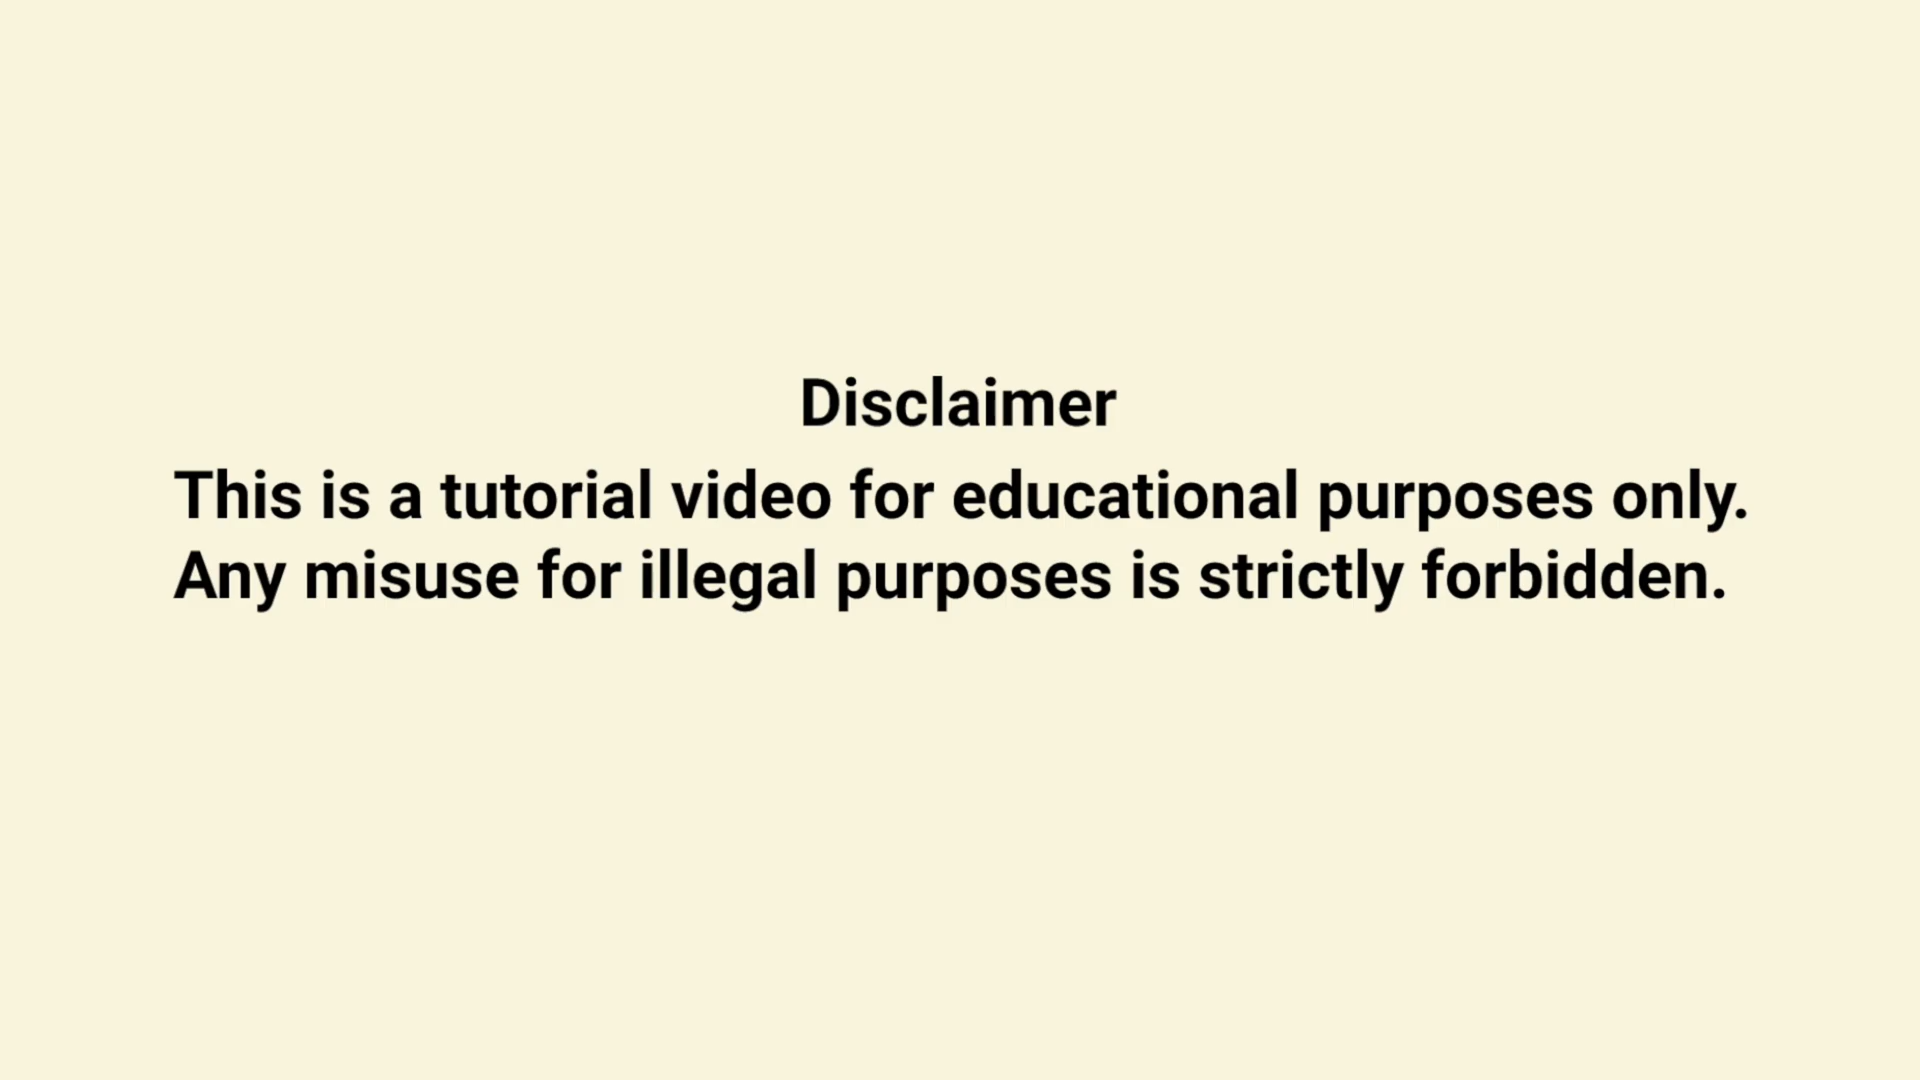 Disclaimer
This is a tutorial video for educational purposes only.
Any misuse for illegal purposes is strictly forbidden.